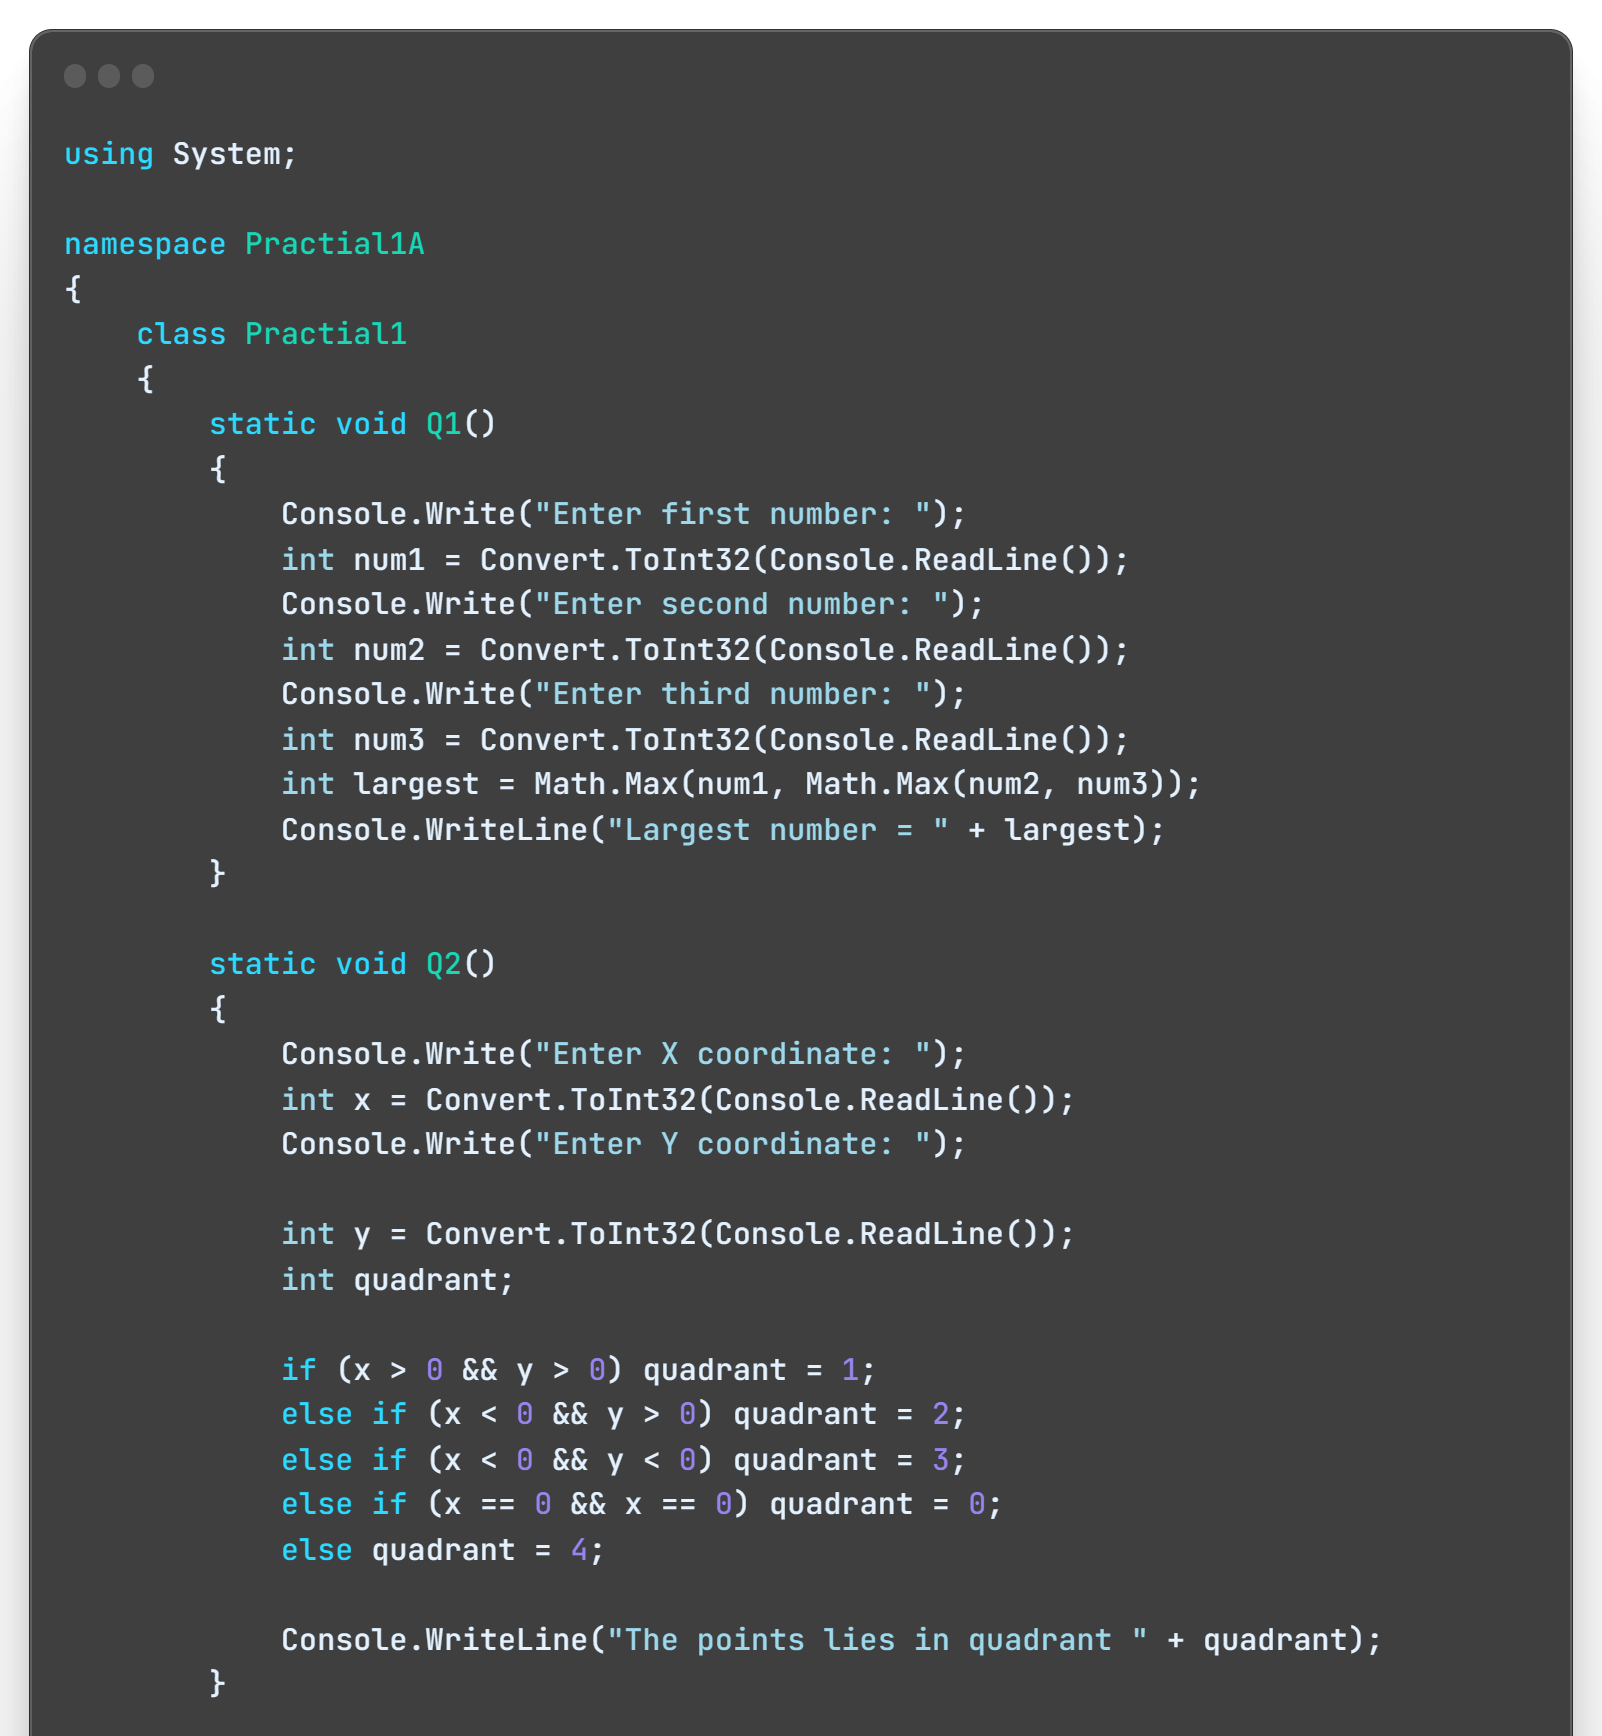 using System;

namespace Practial1A
{
    class Practial1
    {
        static void Q1()
        {
            Console.Write("Enter first number: ");
            int num1 = Convert.ToInt32(Console.ReadLine());
            Console.Write("Enter second number: ");
            int num2 = Convert.ToInt32(Console.ReadLine());
            Console.Write("Enter third number: ");
            int num3 = Convert.ToInt32(Console.ReadLine());
            int largest = Math.Max(num1, Math.Max(num2, num3));
            Console.WriteLine("Largest number = " + largest);
        }

        static void Q2()
        {
            Console.Write("Enter X coordinate: ");
            int x = Convert.ToInt32(Console.ReadLine());
            Console.Write("Enter Y coordinate: ");

            int y = Convert.ToInt32(Console.ReadLine());
            int quadrant;

            if (x > 0 && y > 0) quadrant = 1;
            else if (x < 0 && y > 0) quadrant = 2;
            else if (x < 0 && y < 0) quadrant = 3;
            else if (x == 0 && x == 0) quadrant = 0;
            else quadrant = 4;

            Console.WriteLine("The points lies in quadrant " + quadrant);
        }